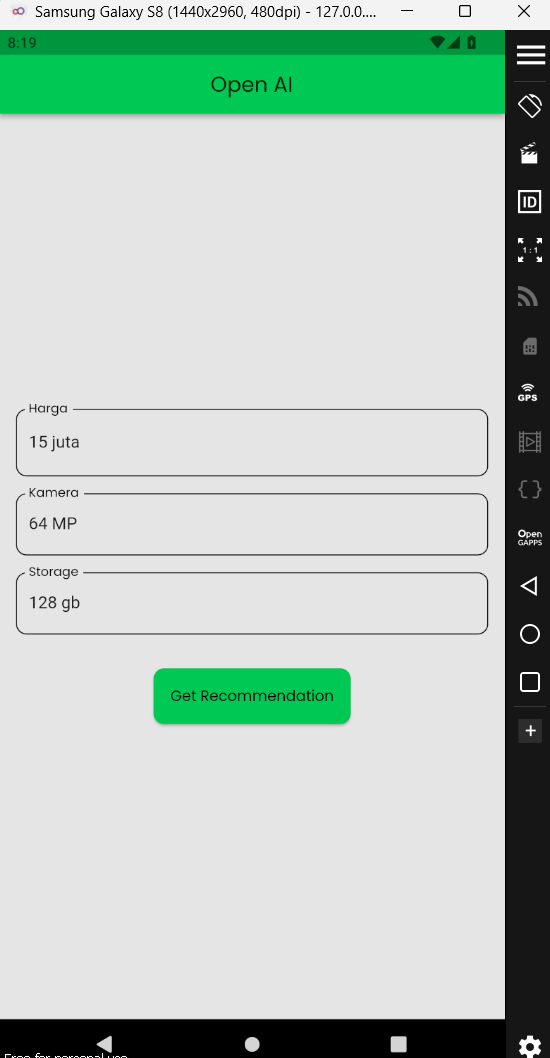 Samsung Galaxy S8 (1440x2960, 480dpi) - 127.0.0....
8:19
Open AI
ID
1 : 1
Harga
15 juta
GPS
Kamera
64 MP
Open
GAPPS
Storage
128 gb
Get Recommendation
Free for personal use